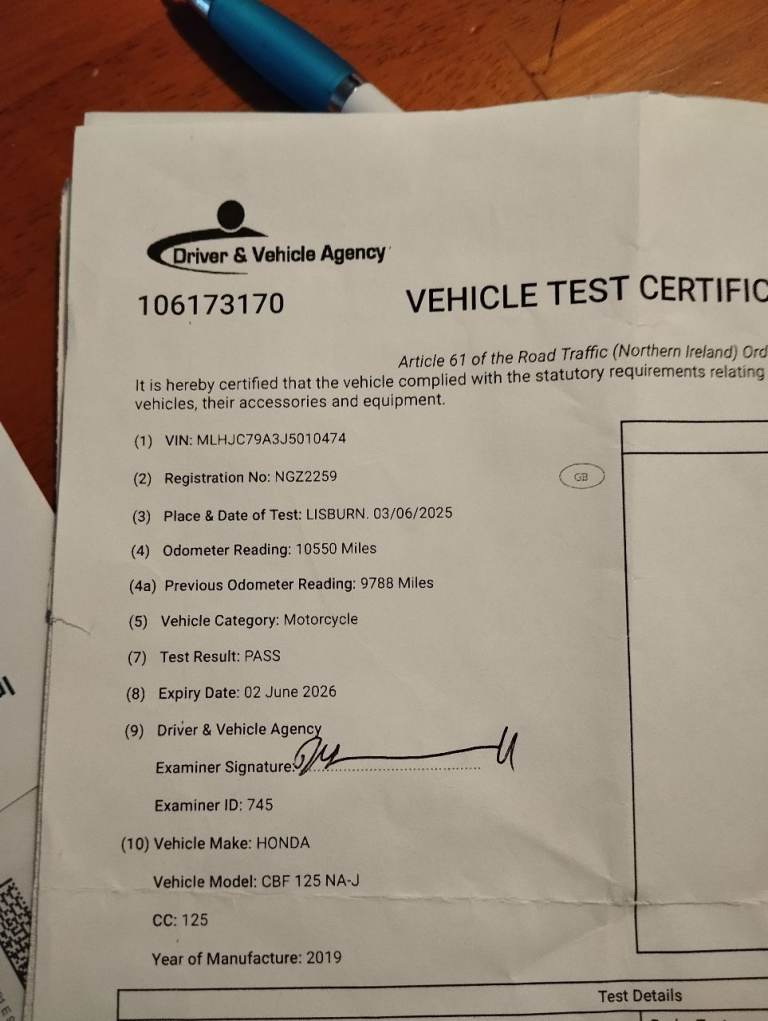 Driver & Vehicle Agency
106173170
VEHICLE TEST CERTIFIC
Article 61 of the Road Traffic (Northern Ireland) Ord
It is hereby certified that the vehicle complied with the statutory requirements relating
vehicles, their accessories and equipment.
(1) VIN: MLHJC79A3J5010474
(2) Registration No: NGZ2259
GB
(3) Place & Date of Test: LISBURN. 03/06/2025
(4) Odometer Reading: 10550 Miles
(4a) Previous Odometer Reading: 9788 Miles
(5) Vehicle Category: Motorcycle
(7) Test Result: PASS
(8) Expiry Date: 02 June 2026
(9) Driver & Vehicle Agency
Examiner Signature:
Examiner ID: 745
(10) Vehicle Make: HONDA
Vehicle Model: CBF 125 NA-J
CC: 125
Year of Manufacture: 2019
Test Details